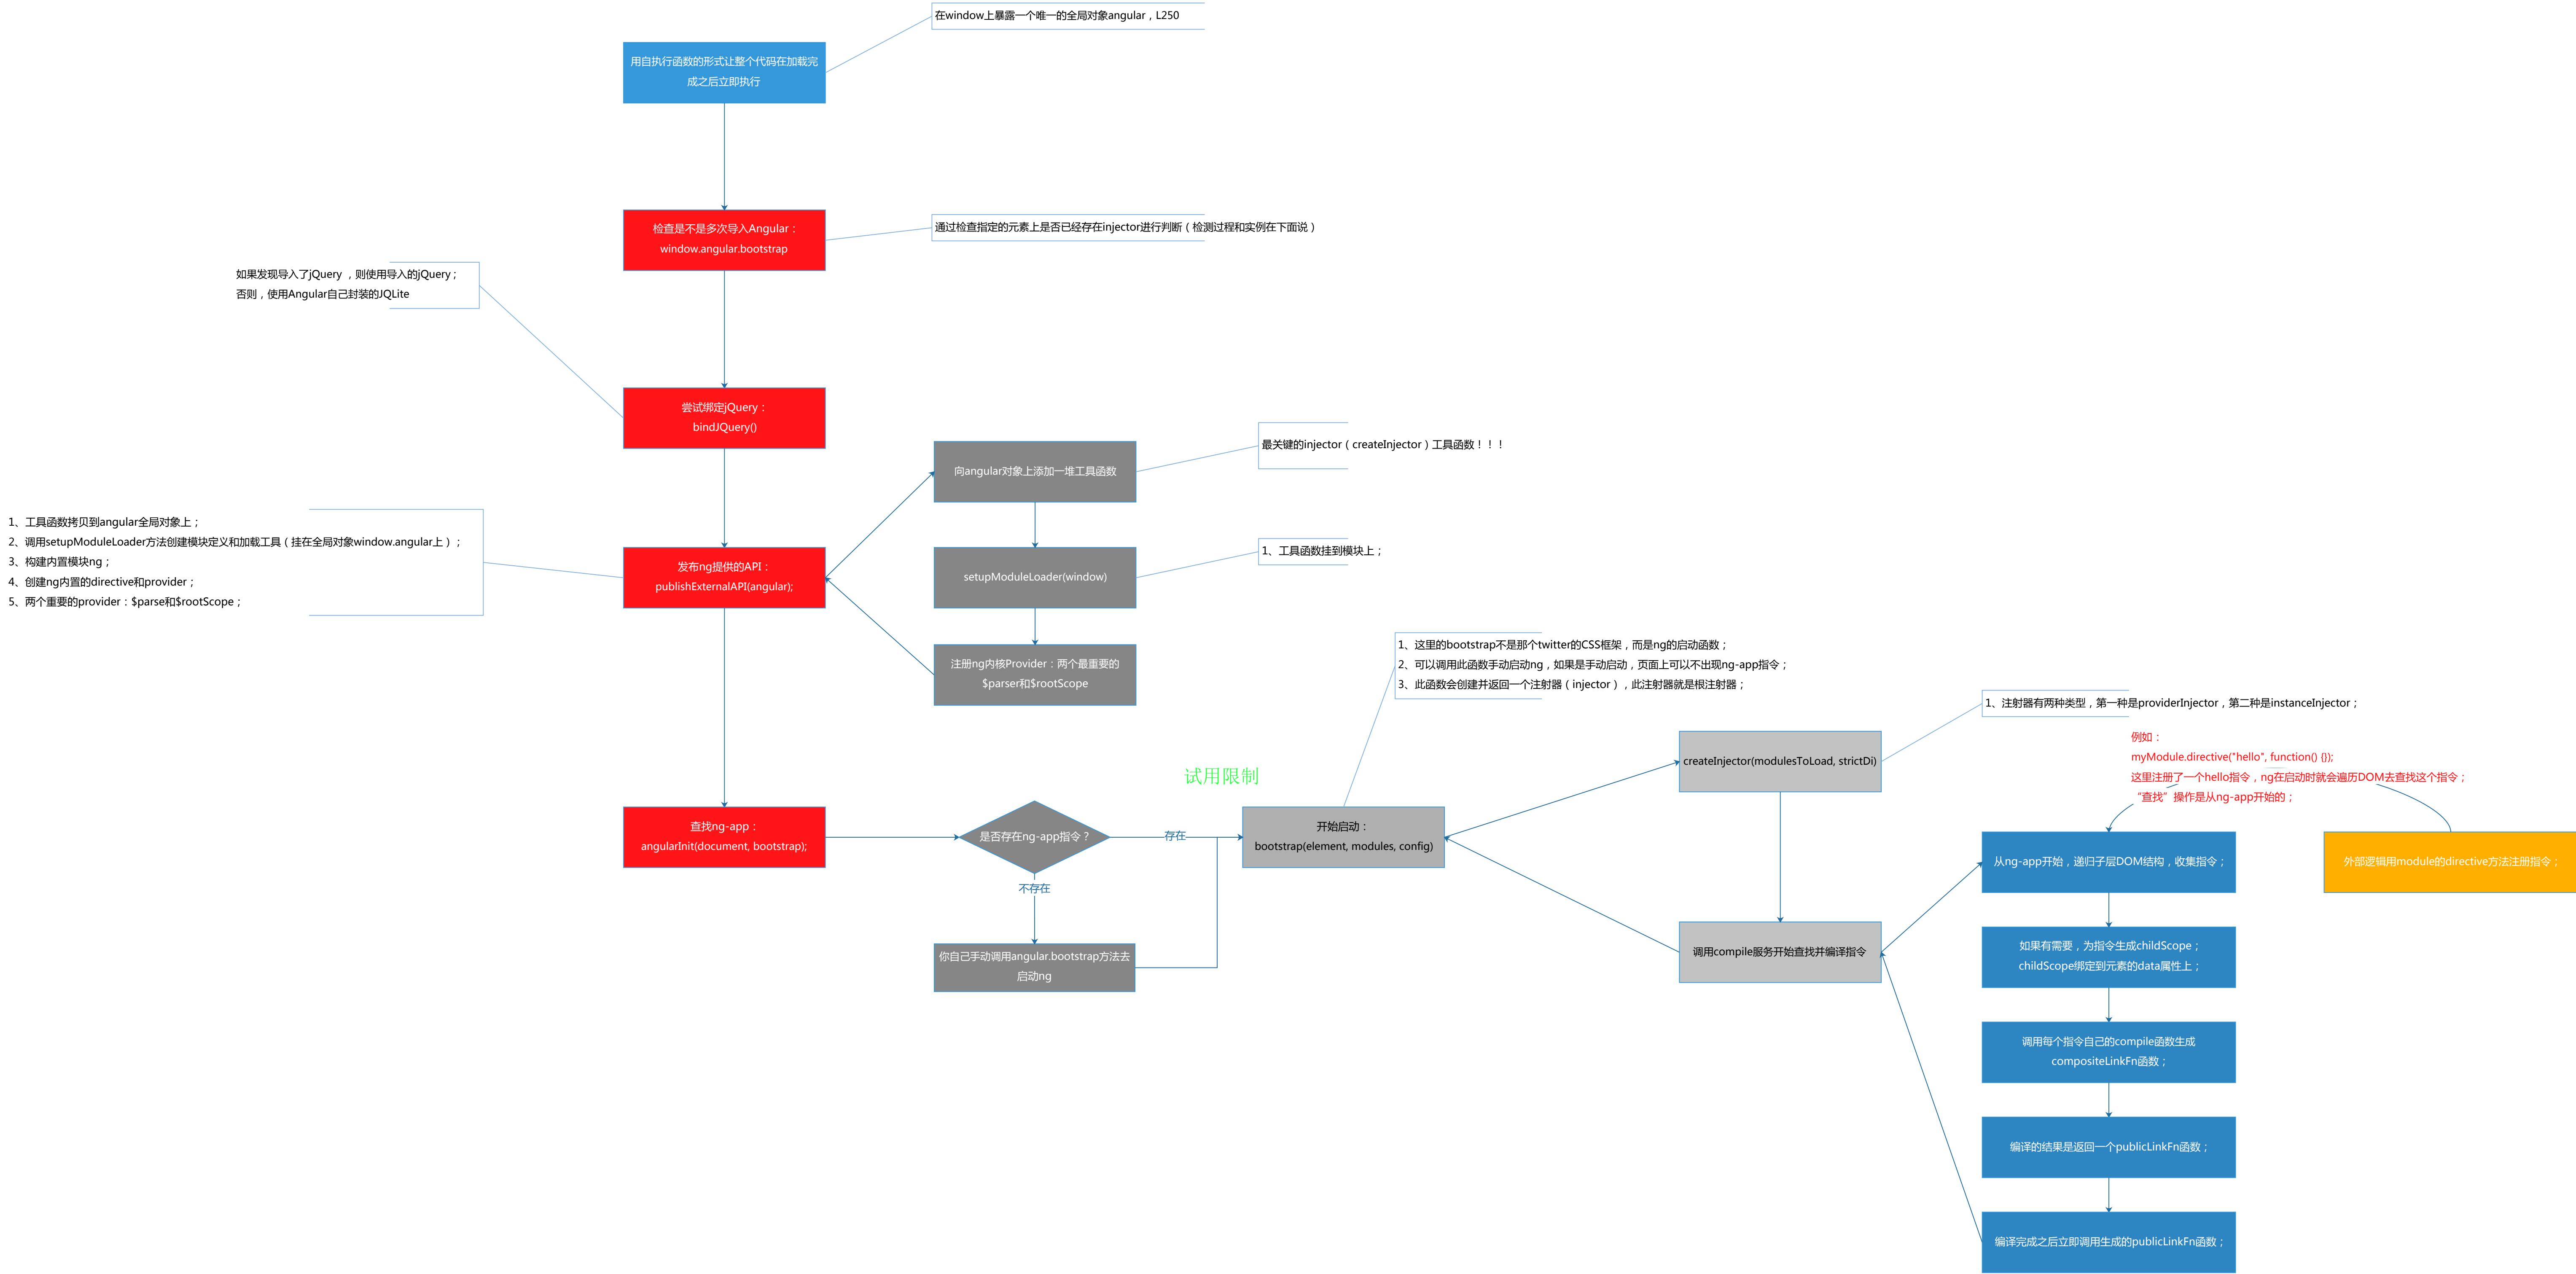 在window上暴露一个唯一的全局对象angular，L250
用自执行函数的形式让整个代码在加载完
成之后立即执行
检查是不是多次导入Angular：
window.angular.bootstrap
通过检查指定的元素上是否已经存在injector进行判断（检测过程和实例在下面说）
如果发现导入了jQuery ，则使用导入的jQuery；
否则，使用Angular自己封装的JQLite
尝试绑定jQuery：
bindJQuery()
向angular对象上添加一堆工具函数
最关键的injector（createInjector）工具函数！！！
1、工具函数拷贝到angular全局对象上；
2、调用setupModuleLoader方法创建模块定义和加载工具（挂在全局对象window.angular上）；
3、构建内置模块ng；
4、创建ng内置的directive和provider；
5、两个重要的provider：$parse和$rootScope；
发布ng提供的API：
publishExternalAPI(angular);
setupModuleLoader(window)
1、工具函数挂到模块上；
注册ng内核Provider：两个最重要的
$parser和$rootScope
1、这里的bootstrap不是那个twitter的CSS框架，而是ng的启动函数；
2、可以调用此函数手动启动ng，如果是手动启动，页面上可以不出现ng-app指令；
3、此函数会创建并返回一个注射器（injector），此注射器就是根注射器；
1、注射器有两种类型，第一种是providerInjector，第二种是instanceInjector；
例如：
myModule.directive("hello", function() {});
这里注册了一个hello指令，ng在启动时就会遍历DOM去查找这个指令；
“查找”操作是从ng-app开始的；
createInjector(modulesToLoad, strictDi)
试用限制
查找ng-app：
angularInit(document, bootstrap);
是否存在ng-app指令？
存在
不存在
开始启动：
bootstrap(element, modules, config)
从ng-app开始，递归子层DOM结构，收集指令；
外部逻辑用module的directive方法注册指令；
你自己手动调用angular.bootstrap方法去
启动ng
调用compile服务开始查找并编译指令
如果有需要，为指令生成childScope；
childScope绑定到元素的data属性上；
调用每个指令自己的compile函数生成
compositeLinkFn函数；
编译的结果是返回一个publicLinkFn函数；
编译完成之后立即调用生成的publicLinkFn函数；